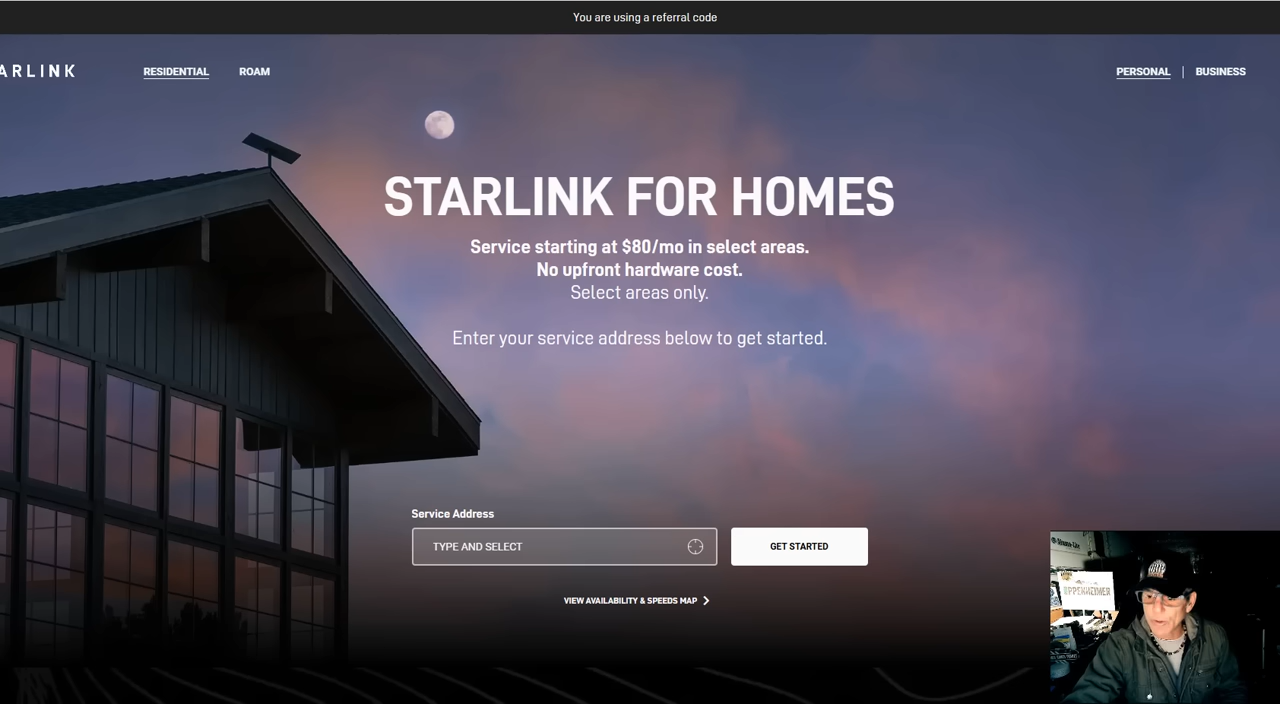 You are using a referral code
ARLINK
RESIDENTIAL
ROAM
PERSONAL
BUSINESS
STARLINK FOR HOMES
Service starting at $80/mo in select areas.
No upfront hardware cost.
Select areas only.
Enter your service address below to get started.
Service Address
TYPE AND SELECT
GET STARTED
VIEW AVAILABILITY & SPEEDS MAP
OPPENHEIMER